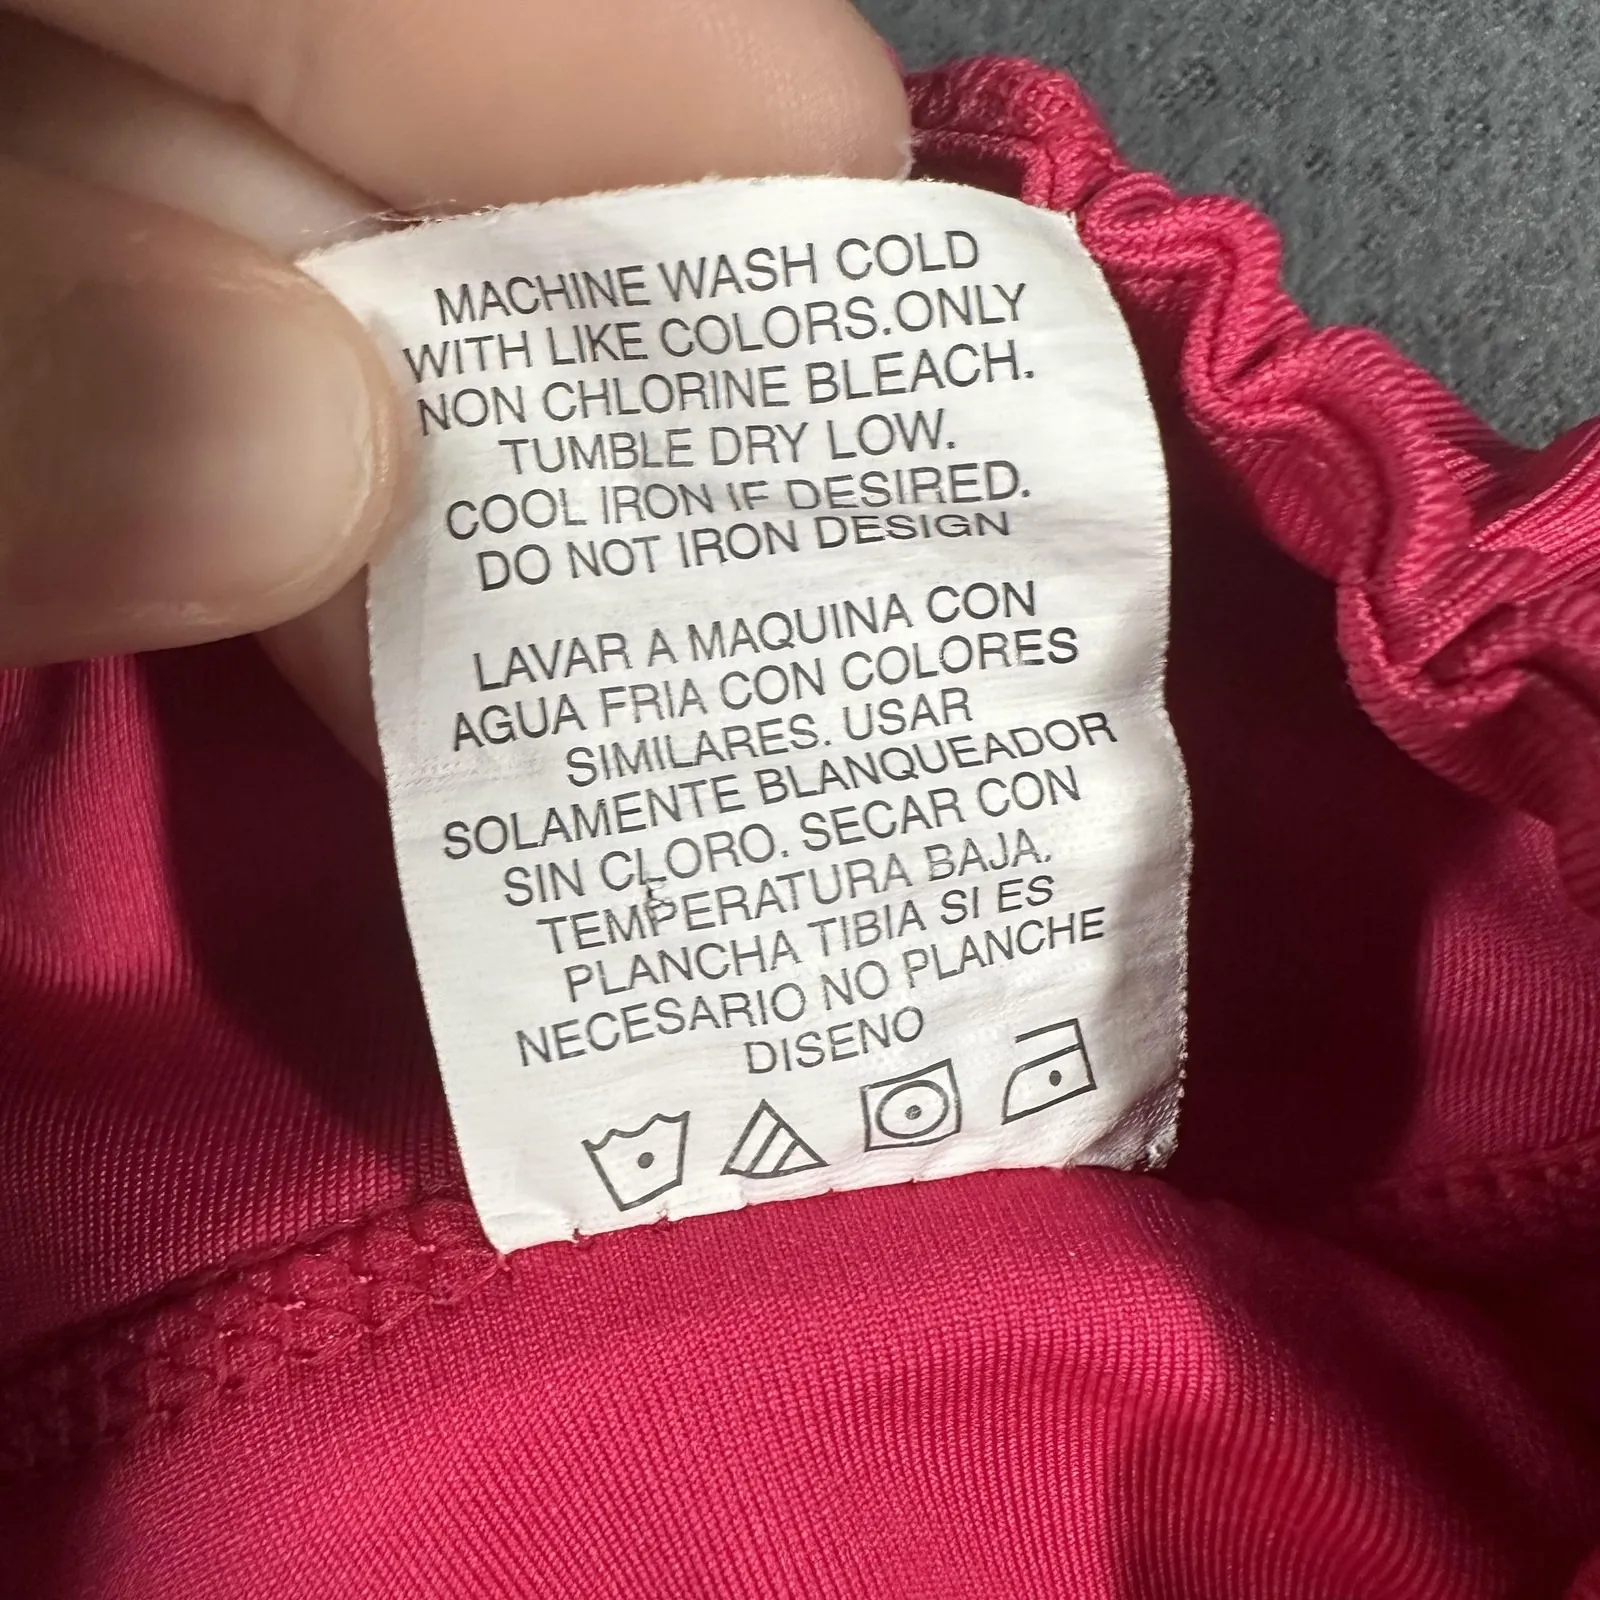 MACHINE WASH COLD
WITH LIKE COLORS.ONLY
NON CHLORINE BLEACH.
TUMBLE DRY LOW.
COOL IRON IF DESIRED.
DO NOT IRON DESIGN
LAVAR A MAQUINA CON
AGUA FRIA CON COLORES
SIMILARES. USAR
SOLAMENTE BLANQUEADOR
SIN CLORO. SECAR CON
TEMPERATURA BAJA.
PLANCHA TIBIA SI ES
NECESARIO NO PLANCHE
DISENO